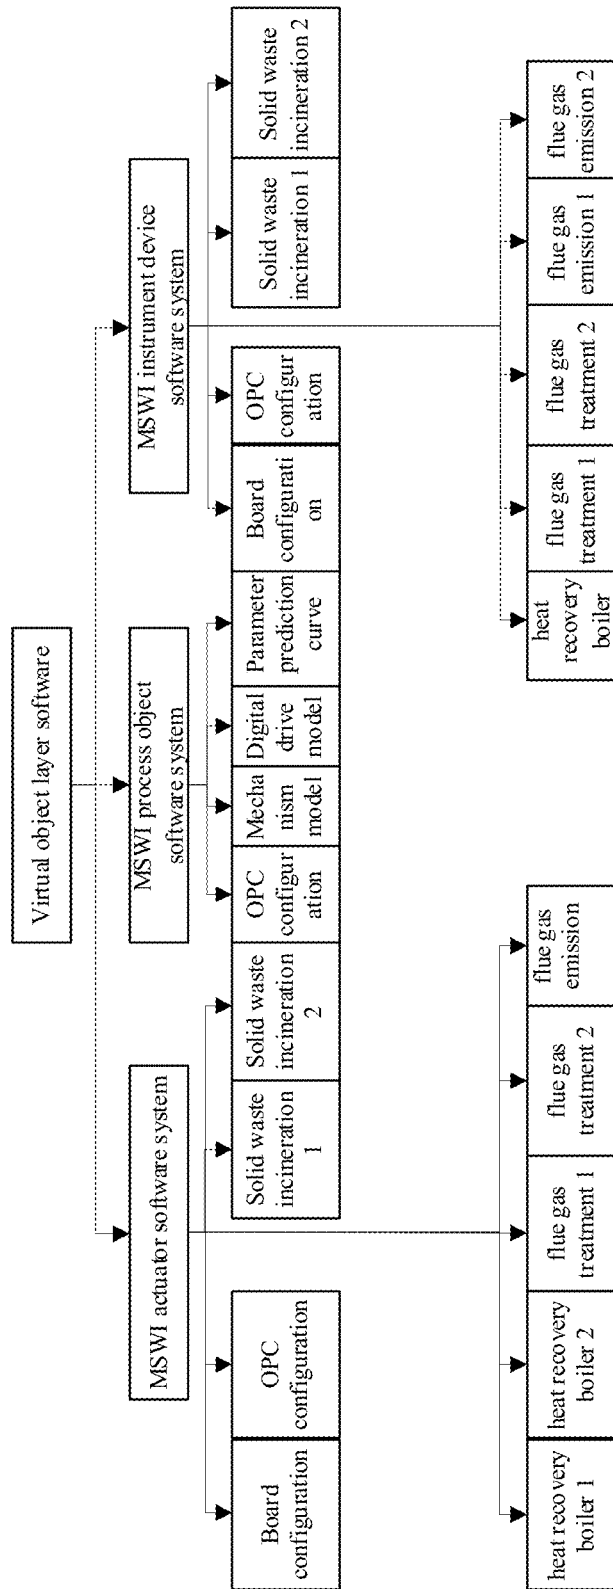 Virtual object layer software
MSWI actuator software system
MSWI process object
software system
MSWI instrument device
software system
Board
configuration
OPC
configuration
Solid waste
incineration
1
Solid waste
incineration
2
OPC
configur
ation
Mecha
nism
model
Digital
drive
model
Parameter
prediction
curve
Board
configurati
on
OPC
configur
ation
Solid waste
incineration 1
Solid waste
incineration 2
heat recovery
boiler 1
heat recovery
boiler 2
flue gas
treatment 1
flue gas
treatment 2
flue gas
emission
heat
recovery
boiler
flue gas
treatment 1
flue gas
treatment 2
flue gas
emission 1
flue gas
emission 2